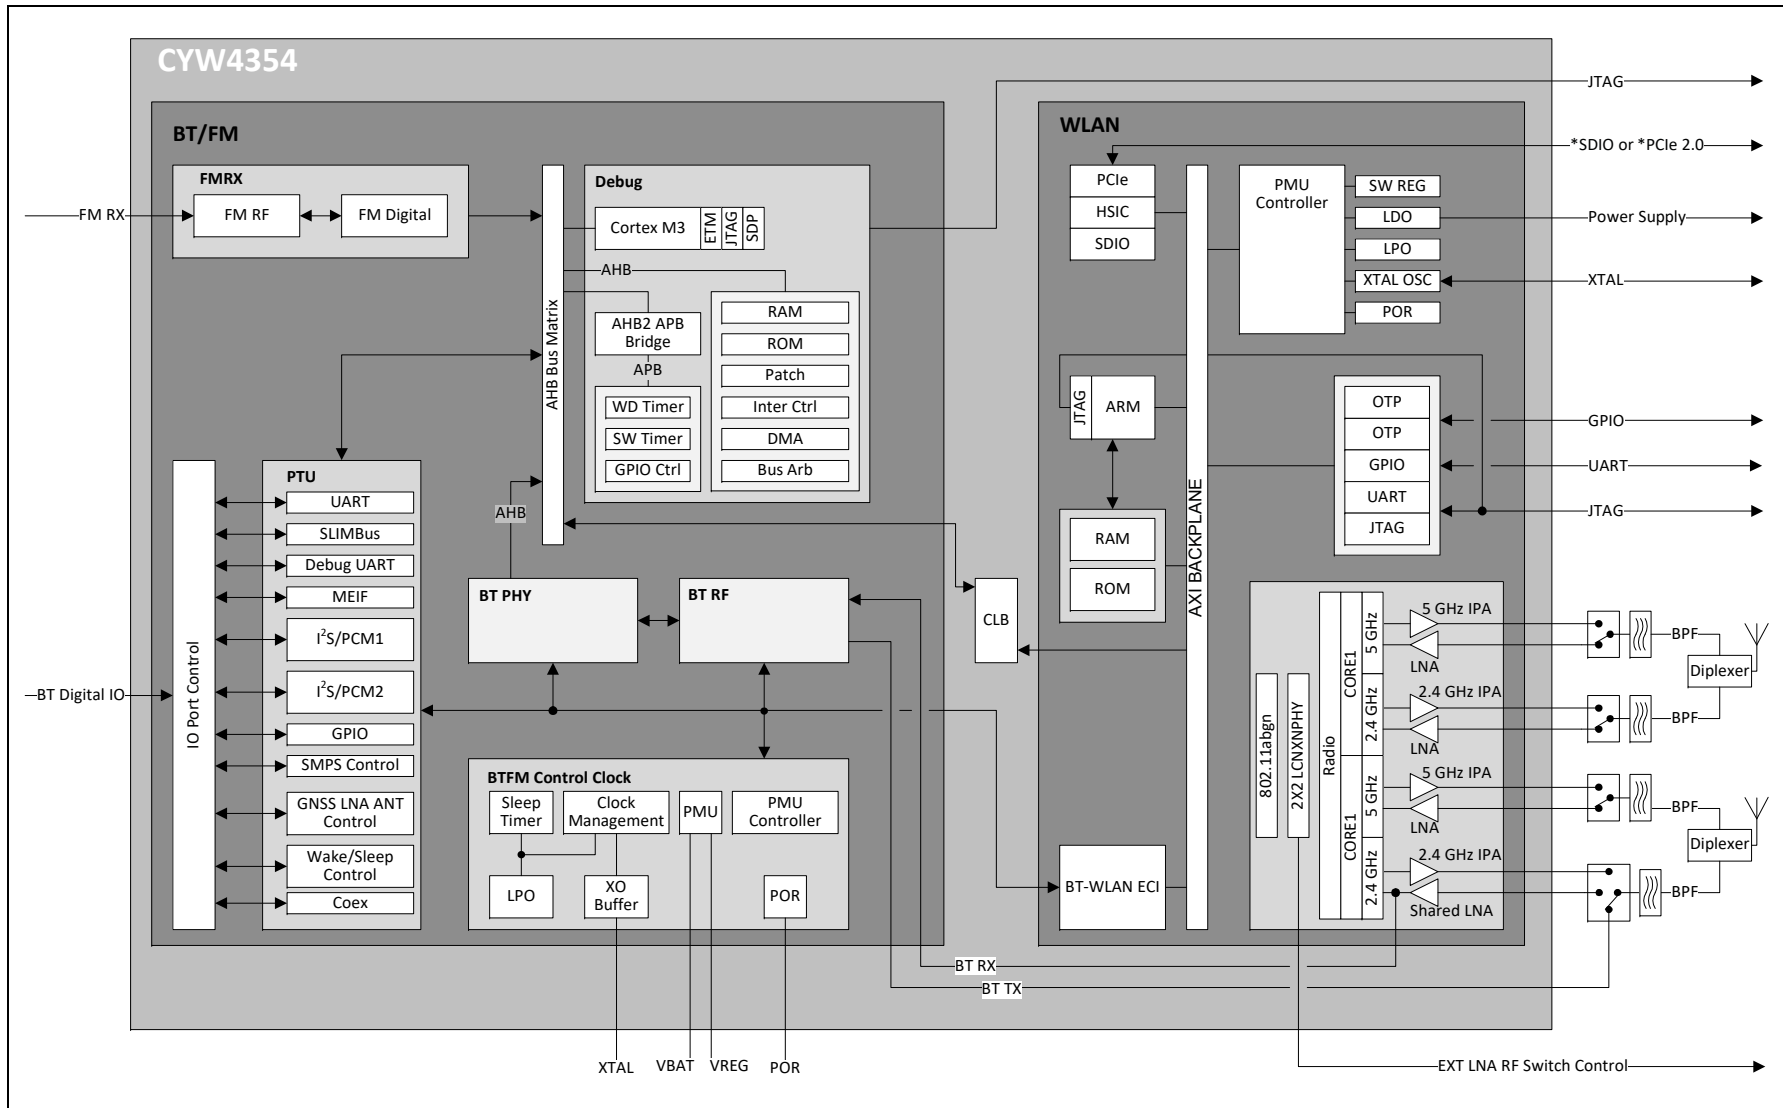 CYW4354
BT/FM
FMRX
FM RX
FM RF
FM Digital
AHB Bus Matrix
Debug
Cortex M3
ETM
JTAG
SDP
AHB
AHB2 APB
Bridge
APB
WD Timer
SW Timer
GPIO Ctrl
RAM
ROM
Patch
Inter Ctrl
DMA
Bus Arb
AHB
BT Digital IO
IO Port Control
PTU
UART
SLIMBus
Debug UART
MEIF
I2S/PCM1
I2S/PCM2
GPIO
SMPS Control
GNSS LNA ANT
Control
Wake/Sleep
Control
Coex
BT PHY
BT RF
BTFM Control Clock
Sleep
Timer
Clock
Management
PMU
PMU
Controller
LPO
XO
Buffer
POR
XTAL
VBAT
VREG
POR
CLB
WLAN
PCIe
HSIC
SDIO
AXI BACKPLANE
PMU
Controller
SW REG
LDO
LPO
XTAL OSC
POR
JTAG
ARM
RAM
ROM
OTP
OTP
GPIO
UART
JTAG
BT-WLAN ECI
802.11abgn
2X2 LCNXNPHY
Radio
CORE1
CORE1
5 GHz
2.4 GHz
5 GHz
2.4 GHz
5 GHz IPA
LNA
2.4 GHz IPA
LNA
5 GHz IPA
LNA
2.4 GHz IPA
Shared LNA
BPF
Diplexer
BPF
BPF
Diplexer
BPF
BT RX
BT TX
JTAG
*SDIO or *PCIe 2.0
Power Supply
XTAL
GPIO
UART
JTAG
EXT LNA RF Switch Control